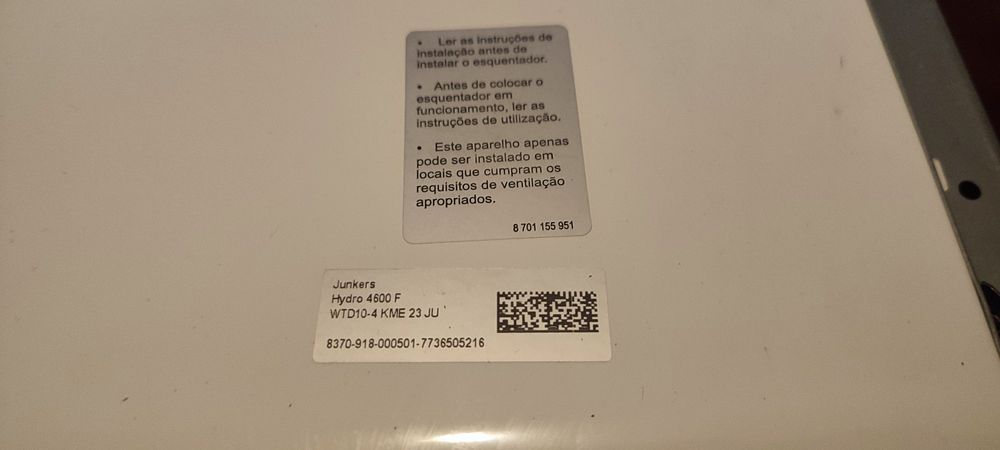 • Ler as instruções de
instalação antes de
instalar o esquentador.
• Antes de colocar o
esquentador em
funcionamento, ler as
instruções de utilização.
• Este aparelho apenas
pode ser instalado em
locais que cumpram os
requisitos de ventilação
apropriados.
8 701 155 951
Junkers
Hydro 4600 F
WTD10-4 KME 23 JU
8370-918-000501-7736505216